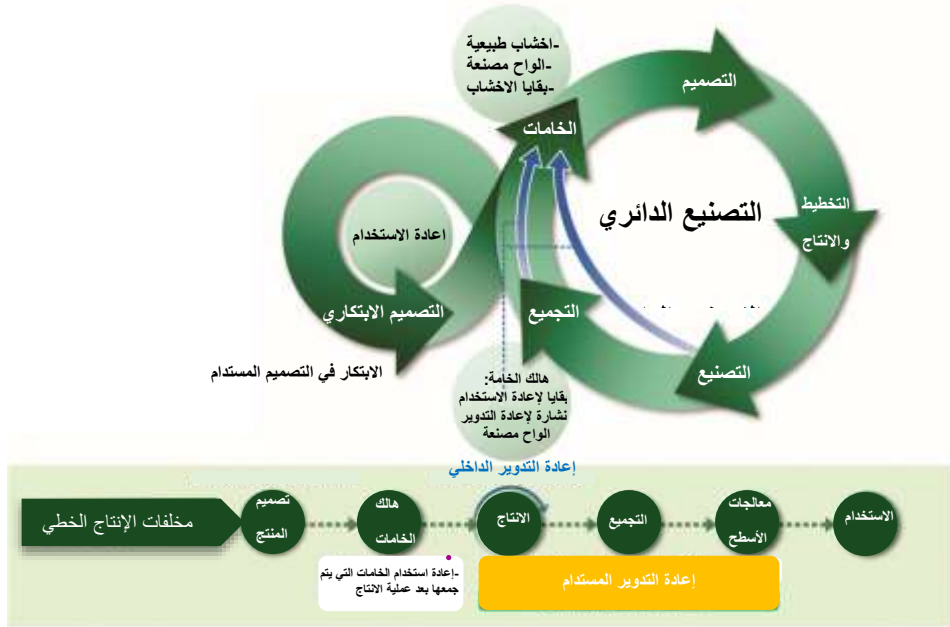 -اخشاب طبيعية
-الواح مصنعة
-بقايا الاخشاب
الخامات
التصميم
التخطيط
والانتاج
التصنيع الدائري
اعادة الاستخدام
التصميم الابتكاري
التجميع
التصنيع
الابتكار في التصميم المستدام
هالك الخامة:
بقايا لإعادة الاستخدام
نشارة لإعادة التدوير
الواح مصنعة
إعادة التدوير الداخلي
مخلفات الإنتاج الخطي
تصميم
المنتج
هالك
الخامات
الانتاج
التجميع
معالجات
الأسطح
الاستخدام
-إعادة استخدام الخامات التي يتم
جمعها بعد عملية الانتاج
إعادة التدوير المستدام